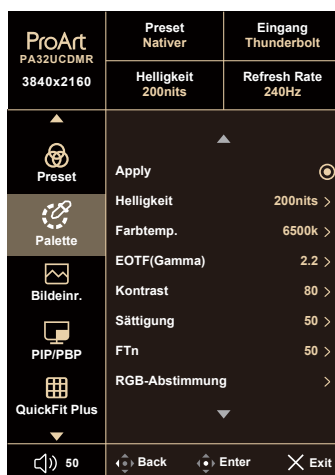 ProArt
PA32UCDMR
3840x2160
Preset
Nativer
Eingang
Thunderbolt
Helligkeit
200nits
Refresh Rate
240Hz
Preset
Palette
Bildeinr.
PIP/PBP
QuickFit Plus
50
Apply
Helligkeit 200nits >
Farbtemp. 6500k >
EOTF(Gamma) 2.2 >
Kontrast 80 >
Sättigung 50 >
FTn 50 >
RGB-Abstimmung >
Back Enter Exit